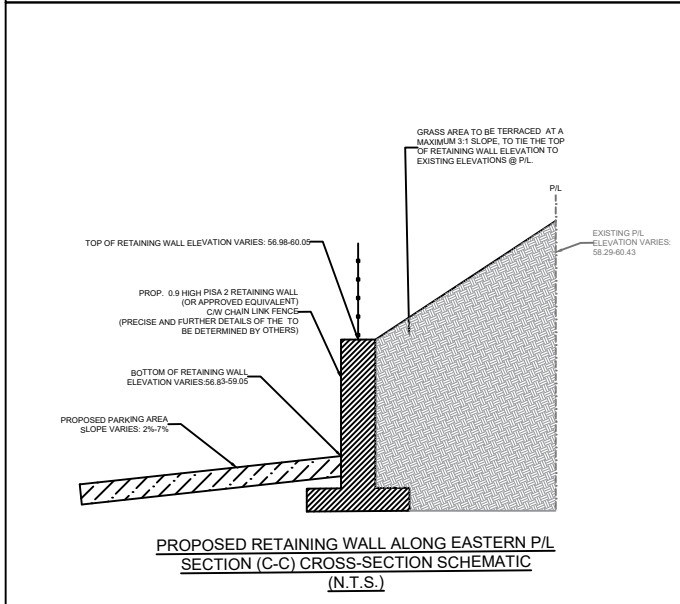 GRASS AREA TO BE TERRACED AT A
MAXIMUM 3:1 SLOPE, TO TIE THE TOP
OF RETAINING WALL ELEVATION TO
EXISTING ELEVATIONS @ P/L.
P/L
EXISTING P/L
ELEVATION VARIES:
58.29-60.43
TOP OF RETAINING WALL ELEVATION VARIES: 56.98-60.05
PROP. 0.9 HIGH PISA 2 RETAINING WALL
(OR APPROVED EQUIVALENT)
C/W CHAIN LINK FENCE
(PRECISE AND FURTHER DETAILS OF THE TO
BE DETERMINED BY OTHERS)
BOTTOM OF RETAINING WALL
ELEVATION VARIES:56.83-59.05
PROPOSED PARKING AREA
SLOPE VARIES: 2%-7%
PROPOSED RETAINING WALL ALONG EASTERN P/L
SECTION (C-C) CROSS-SECTION SCHEMATIC
(N.T.S.)